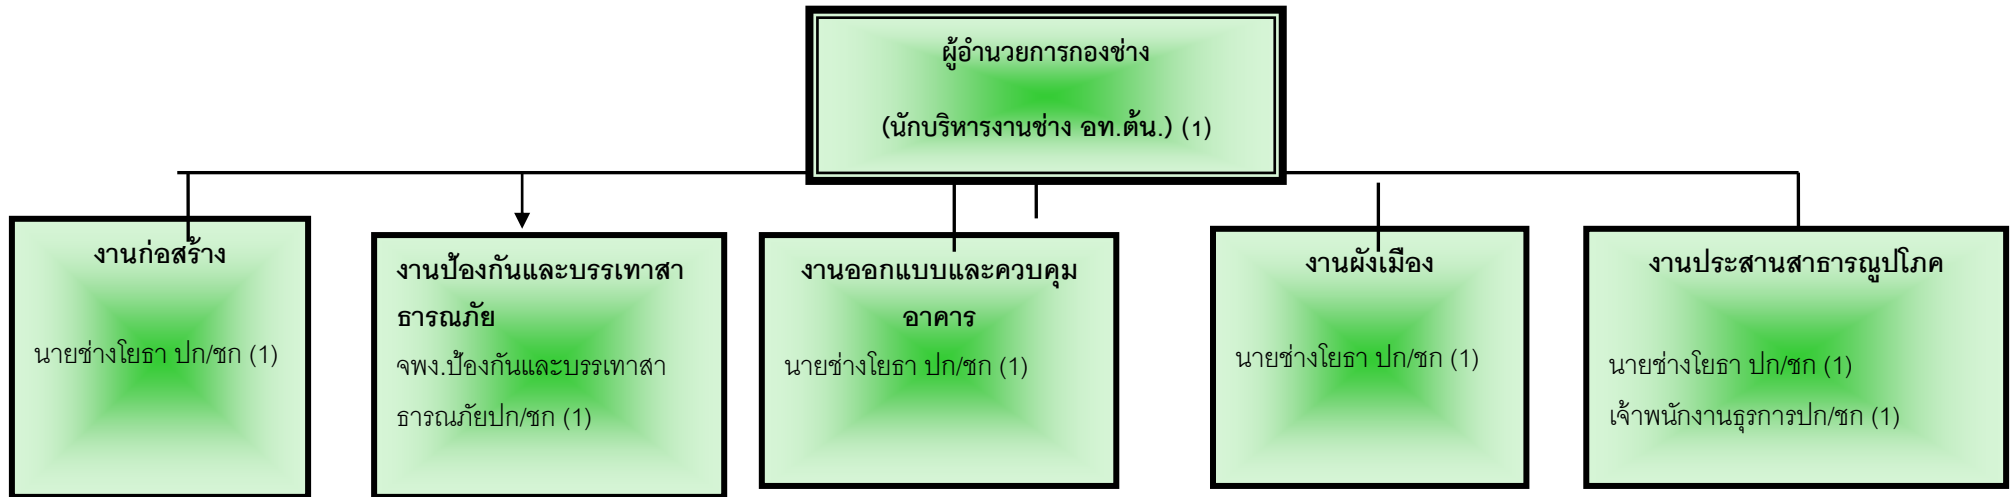 ผู้อำนวยการกองช่าง
(นักบริหารงานช่าง อท.ต้น.) (1)
งานก่อสร้าง
นายช่างโยธา ปก/ชก (1)
งานป้องกันและบรรเทาสา
ธารณภัย
จพง.ป้องกันและบรรเทาสา
ธารณภัยปก/ชก (1)
งานออกแบบและควบคุม
อาคาร
นายช่างโยธา ปก/ชก (1)
งานผังเมือง
นายช่างโยธา ปก/ชก (1)
งานประสานสาธารณูปโภค
นายช่างโยธา ปก/ชก (1)
เจ้าพนักงานธุรการปก/ชก (1)